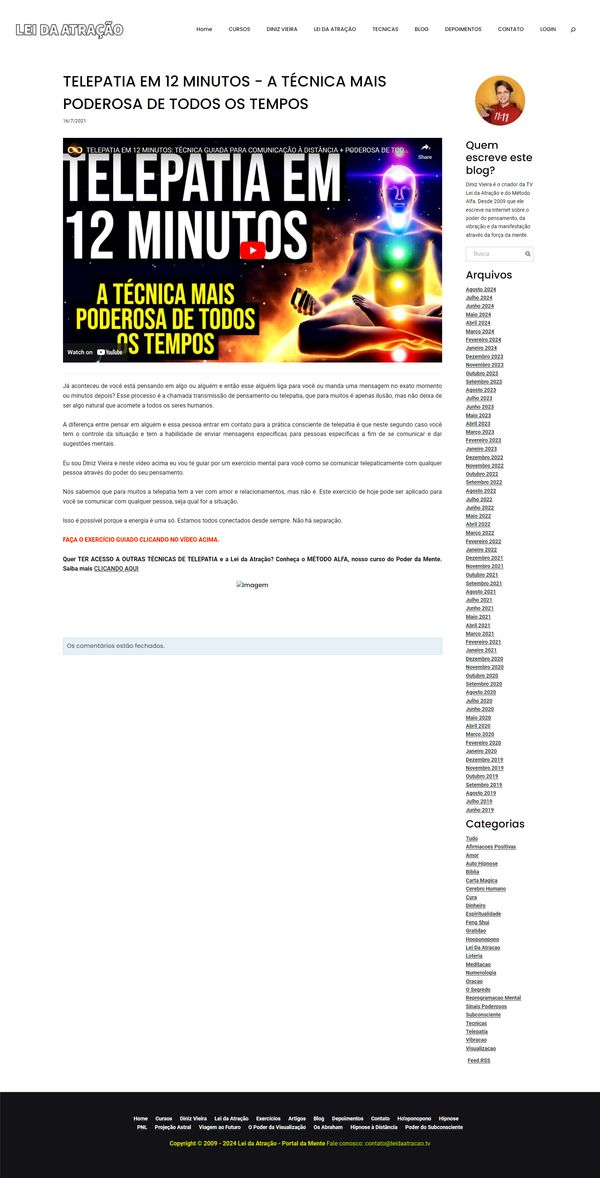 LEI DA ATRAÇÃO
Home CURSOS DINIZ VIEIRA LEI DA ATRAÇÃO TECNICAS BLOG DEPOIMENTOS CONTATO LOGIN
TELEPATIA EM 12 MINUTOS - A TÉCNICA MAIS
PODEROSA DE TODOS OS TEMPOS
16/7/2021
TELEPATIA EM 12 MINUTOS: TÉCNICA GUIADA PARA COMUNICAÇÃO À DISTÂNCIA + PODEROSA DE TOD...
Share
TELEPATIA EM
12 MINUTOS
A TÉCNICA MAIS
PODEROSA DE TODOS
OS TEMPOS
Watch on YouTube
Já aconteceu de você está pensando em algo ou alguém e então esse alguém liga para você ou manda uma mensagem no exato momento
ou minutos depois? Esse processo é a chamada transmissão de pensamento ou telepatia, que para muitos é apenas ilusão, mas não deixa de
ser algo natural que acomete a todos os seres humanos.
A diferença entre pensar em alguém e essa pessoa entrar em contato para a prática consciente de telepatia é que neste segundo caso você
tem o controle da situação e tem a habilidade de enviar mensagens específicas para pessoas específicas a fim de se comunicar e dar
sugestões mentais.
Eu sou Diniz Vieira e neste vídeo acima eu vou te guiar por um exercício mental para você como se comunicar telepaticamente com qualquer
pessoa através do poder do seu pensamento.
Nós sabemos que para muitos a telepatia tem a ver com amor e relacionamentos, mas não é. Este exercício de hoje pode ser aplicado para
você se comunicar com qualquer pessoa, seja qual for a situação.
Isso é possível porque a energia é uma só. Estamos todos conectados desde sempre. Não há separação.
FAÇA O EXERCÍCIO GUIADO CLICANDO NO VÍDEO ACIMA.
Quer TER ACESSO A OUTRAS TÉCNICAS DE TELEPATIA e a Lei da Atração? Conheça o MÉTODO ALFA, nosso curso do Poder da Mente.
Saiba mais CLICANDO AQUI
Imagem
Os comentários estão fechados.
11:11
Quem
escreve este
blog?
Diniz Vieira é o criador da TV
Lei da Atração e do Método
Alfa. Desde 2009 que ele
escreve na Internet sobre o
poder do pensamento, da
vibração e da manifestação
através da força da mente.
Busca
Arquivos
Agosto 2024
Julho 2024
Junho 2024
Maio 2024
Abril 2024
Março 2024
Fevereiro 2024
Janeiro 2024
Dezembro 2023
Novembro 2023
Outubro 2023
Setembro 2023
Agosto 2023
Julho 2023
Junho 2023
Maio 2023
Abril 2023
Março 2023
Fevereiro 2023
Janeiro 2023
Dezembro 2022
Novembro 2022
Outubro 2022
Setembro 2022
Agosto 2022
Julho 2022
Junho 2022
Maio 2022
Abril 2022
Março 2022
Fevereiro 2022
Janeiro 2022
Dezembro 2021
Novembro 2021
Outubro 2021
Setembro 2021
Agosto 2021
Julho 2021
Junho 2021
Maio 2021
Abril 2021
Março 2021
Fevereiro 2021
Janeiro 2021
Dezembro 2020
Novembro 2020
Outubro 2020
Setembro 2020
Agosto 2020
Julho 2020
Junho 2020
Maio 2020
Abril 2020
Março 2020
Fevereiro 2020
Janeiro 2020
Dezembro 2019
Novembro 2019
Outubro 2019
Setembro 2019
Agosto 2019
Julho 2019
Junho 2019
Categorias
Tudo
Afirmacoes Positivas
Amor
Auto Hipnose
Biblia
Carta Magica
Cerebro Humano
Cura
Dinheiro
Espiritualidade
Feng Shui
Gratidao
Hooponopono
Lei Da Atracao
Loteria
Meditacao
Numerologia
Oracao
O Segredo
Reprogramacao Mental
Sinais Poderosos
Subconsciente
Tecnicas
Telepatia
Vibracao
Visualizacao
Feed RSS
Home Cursos Diniz Vieira Lei da Atração Exercícios Artigos Blog Depoimentos Contato Ho'oponopono Hipnose
PNL Projeção Astral Viagem ao Futuro O Poder da Visualização Os Abraham Hipnose à Distância Poder do Subconsciente
Copyright © 2009 - 2024 Lei da Atração - Portal da Mente Fale conosco: contato@leidaatracao.tv